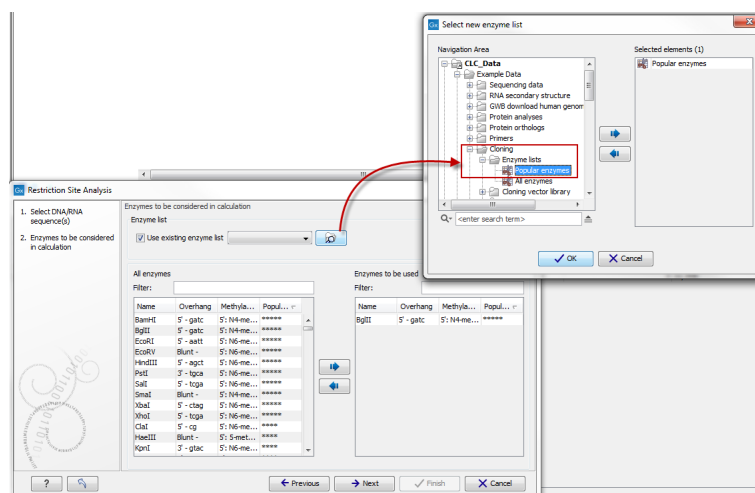 Select new enzyme list
Navigation Area
CLC_Data
Example Data
Sequencing data
RNA secondary structure
GWB download human genom
Protein analyses
Protein orthologs
Primers
Cloning
Enzyme lists
Popular enzymes
All enzymes
Cloning vector library
<enter search term>
Selected elements (1)
Popular enzymes
OK Cancel
Restriction Site Analysis
1. Select DNA/RNA
sequence(s)
2. Enzymes to be considered
in calculation
Enzymes to be considered in calculation
Enzyme list
Use existing enzyme list
All enzymes
Filter:
Name Overhang Methyla... Popul...
BamHI 5' - gatc 5': N4-me... *****
BglII 5' - gatc 5': N4-me... *****
EcoRI 5' - aatt 5': N6-me... *****
EcoRV Blunt - 5': N6-me... *****
HindIII 5' - agct 5': N6-me... *****
PstI 3' - tgca 5': N6-me... *****
SalI 5' - tcga 5': N6-me... *****
SmaI Blunt - 5': N4-me... *****
XbaI 5' - ctag 5': N6-me... *****
XhoI 5' - tcga 5': N6-me... *****
ClaI 5' - cg 5': N6-me... ****
HaeIII Blunt - 5': 5-met... ****
KpnI 3' - gtac 5': N6-me... ****
Enzymes to be used
Filter:
Name Overhang Methyla... Popul...
BglII 5' - gatc 5': N4-me... *****
? Previous Next Finish Cancel